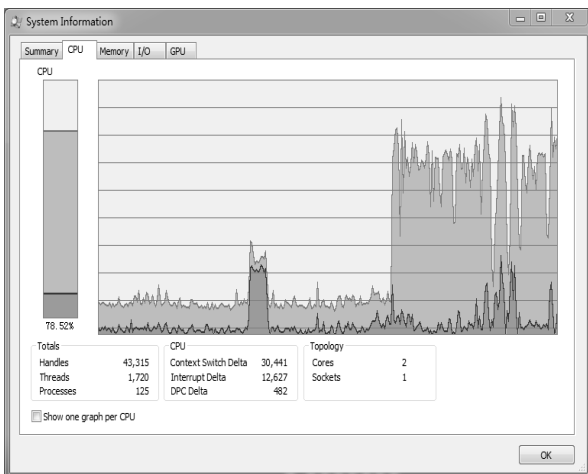 System Information
Summary CPU Memory I/O GPU
CPU
78.52%
Totals
Handles 43,315
Threads 1,720
Processes 125
CPU
Context Switch Delta 30,441
Interrupt Delta 12,627
DPC Delta 482
Topology
Cores 2
Sockets 1
Show one graph per CPU
OK